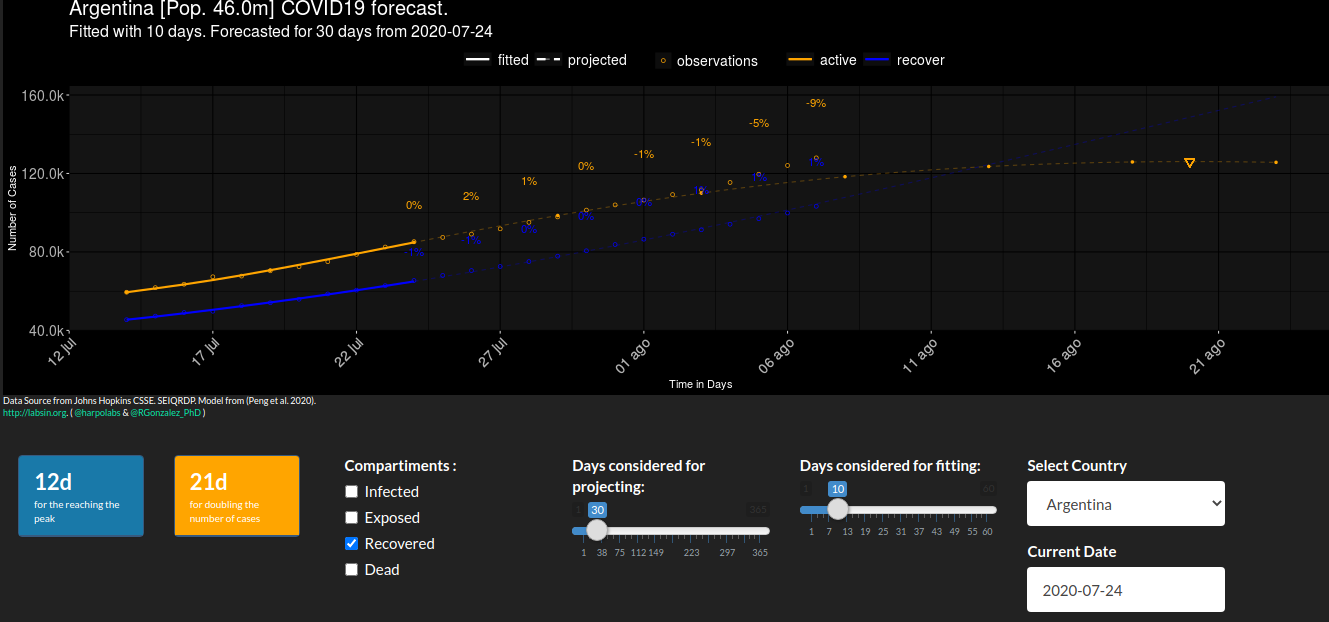 Argentina [Pop. 46.0m] COVID19 forecast.
Fitted with 10 days. Forecasted for 30 days from 2020-07-24
fitted projected observations active recover
Number of Cases
160.0k
120.0k
80.0k
40.0k
0%
2%
1%
0%
-1%
-1%
-5%
-9%
12 jul
17 jul
22 jul
27 jul
01 ago
06 ago
11 ago
16 ago
21 ago
Time in Days
Data Source from Johns Hopkins CSSE. SEIQRDP. Model from (Peng et al. 2020).
http://labsin.org. ( @harpolabs & @RGonzalez_PhD )
12d
for the reaching the
peak
21d
for doubling the
number of cases
Compartiments :
Infected
Exposed
Recovered
Dead
Days considered for
projecting:
1 30 365
1 38 75 112 149 223 297 365
Days considered for fitting:
1 10 60
1 7 13 19 25 31 37 43 49 55 60
Select Country
Argentina
Current Date
2020-07-24